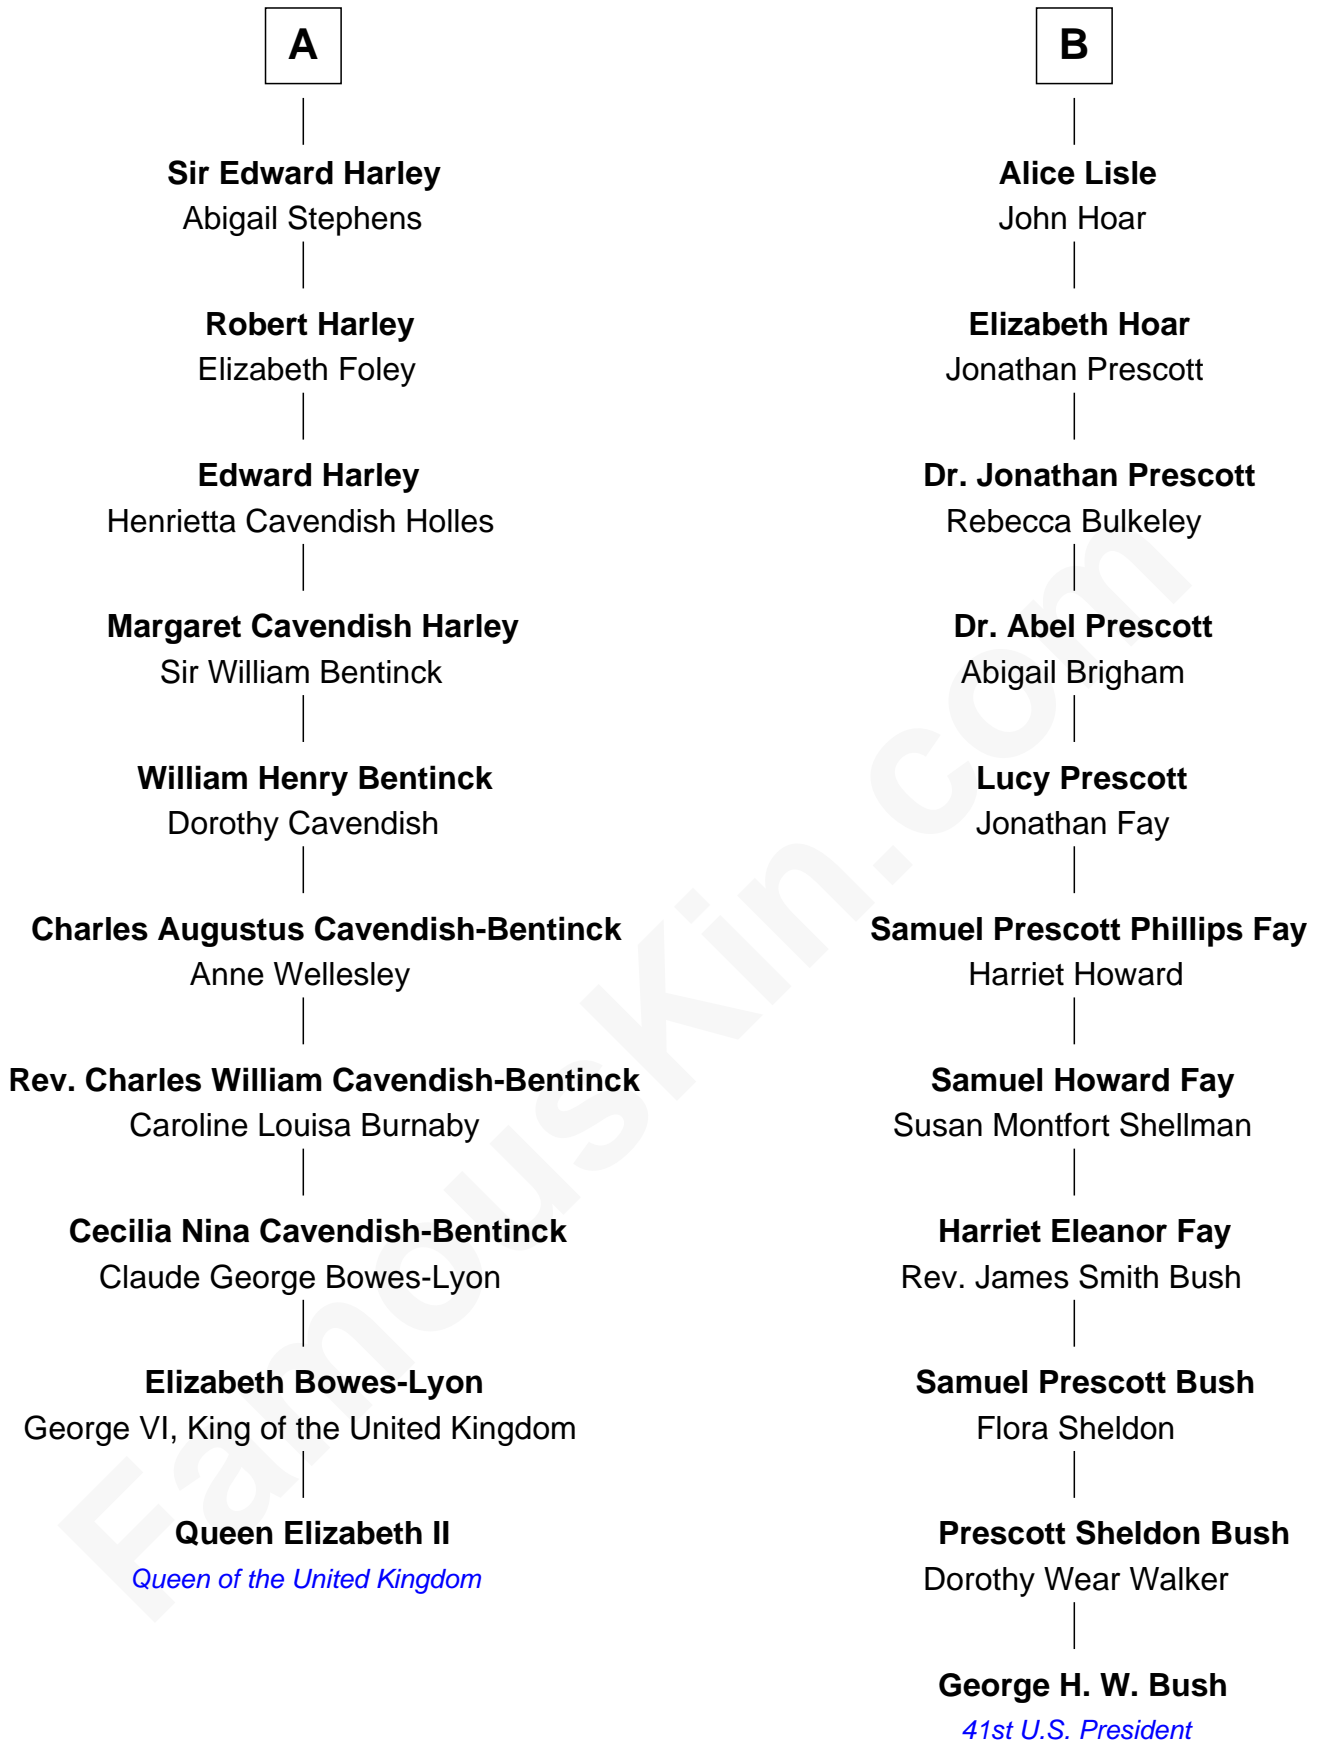 A
Sir Edward Harley
Abigail Stephens
Robert Harley
Elizabeth Foley
Edward Harley
Henrietta Cavendish Holles
Margaret Cavendish Harley
Sir William Bentinck
William Henry Bentinck
Dorothy Cavendish
Charles Augustus Cavendish-Bentinck
Anne Wellesley
Rev. Charles William Cavendish-Bentinck
Caroline Louisa Burnaby
Cecilia Nina Cavendish-Bentinck
Claude George Bowes-Lyon
Elizabeth Bowes-Lyon
George VI, King of the United Kingdom
Queen Elizabeth II
Queen of the United Kingdom
B
Alice Lisle
John Hoar
Elizabeth Hoar
Jonathan Prescott
Dr. Jonathan Prescott
Rebecca Bulkeley
Dr. Abel Prescott
Abigail Brigham
Lucy Prescott
Jonathan Fay
Samuel Prescott Phillips Fay
Harriet Howard
Samuel Howard Fay
Susan Montfort Shellman
Harriet Eleanor Fay
Rev. James Smith Bush
Samuel Prescott Bush
Flora Sheldon
Prescott Sheldon Bush
Dorothy Wear Walker
George H. W. Bush
41st U.S. President
FamousKin.com